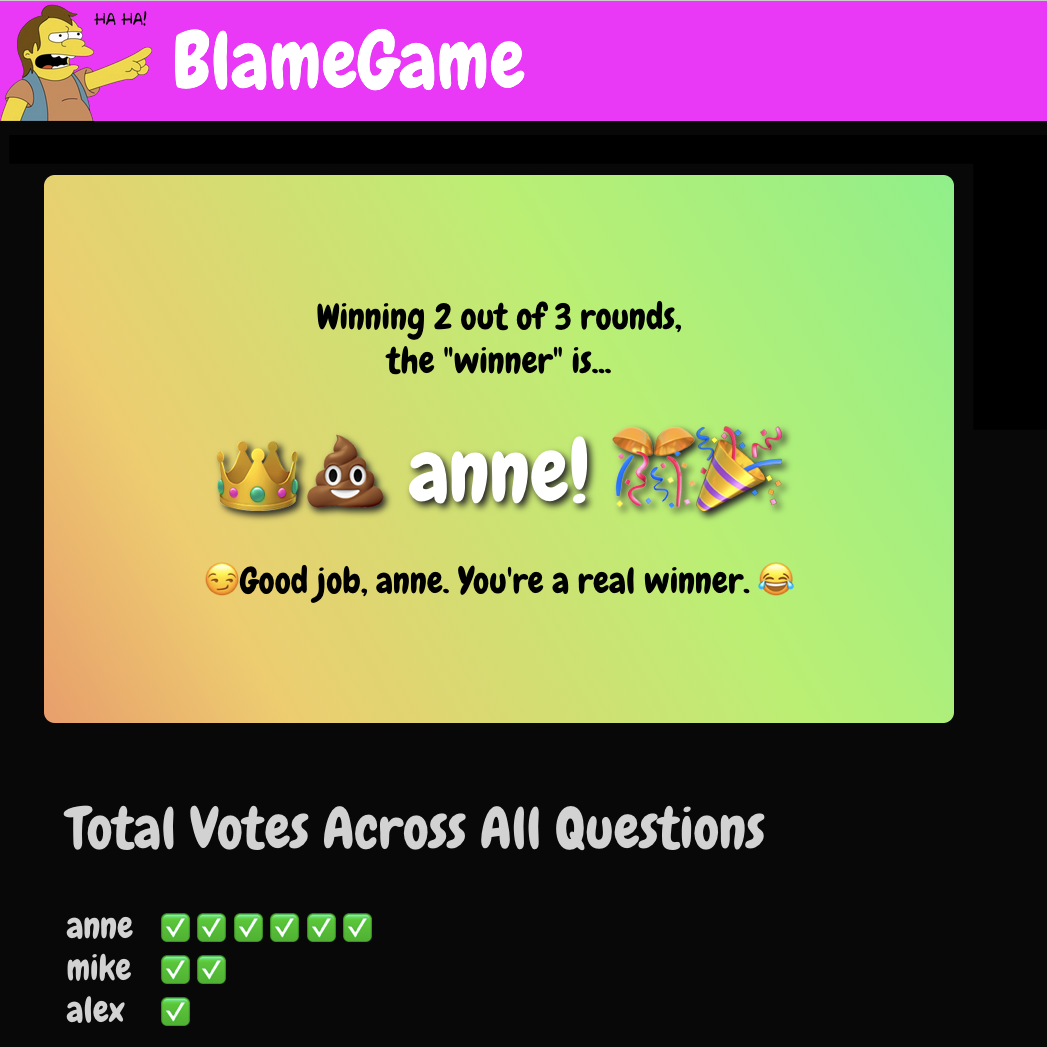 HA HA!
BlameGame
Winning 2 out of 3 rounds,
the "winner" is...
👑💩 anne! 🎊🎉
😏Good job, anne. You're a real winner. 😂
Total Votes Across All Questions
anne ✅ ✅ ✅ ✅ ✅ ✅
mike ✅ ✅
alex ✅